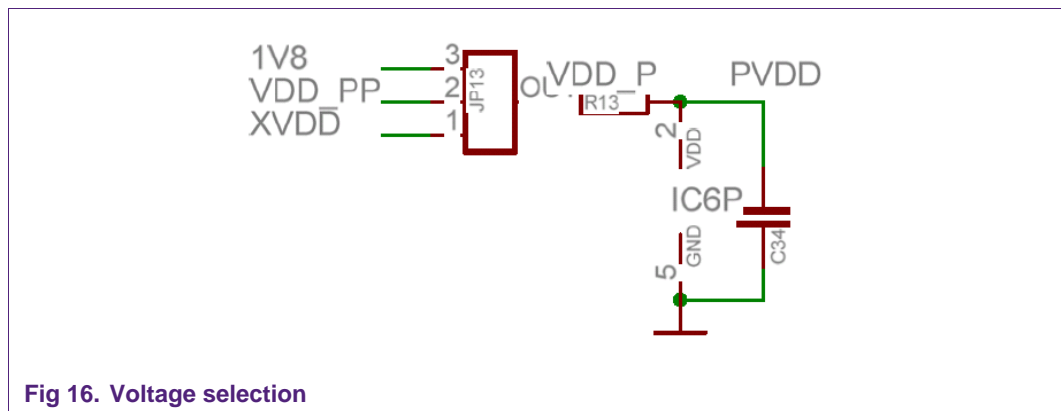 1V8
VDD_PP
XVDD
3
2
1
JP13
VDD_P
PVDD
R13
2
VDD
IC6P
GND
5
C34
Fig 16. Voltage selection